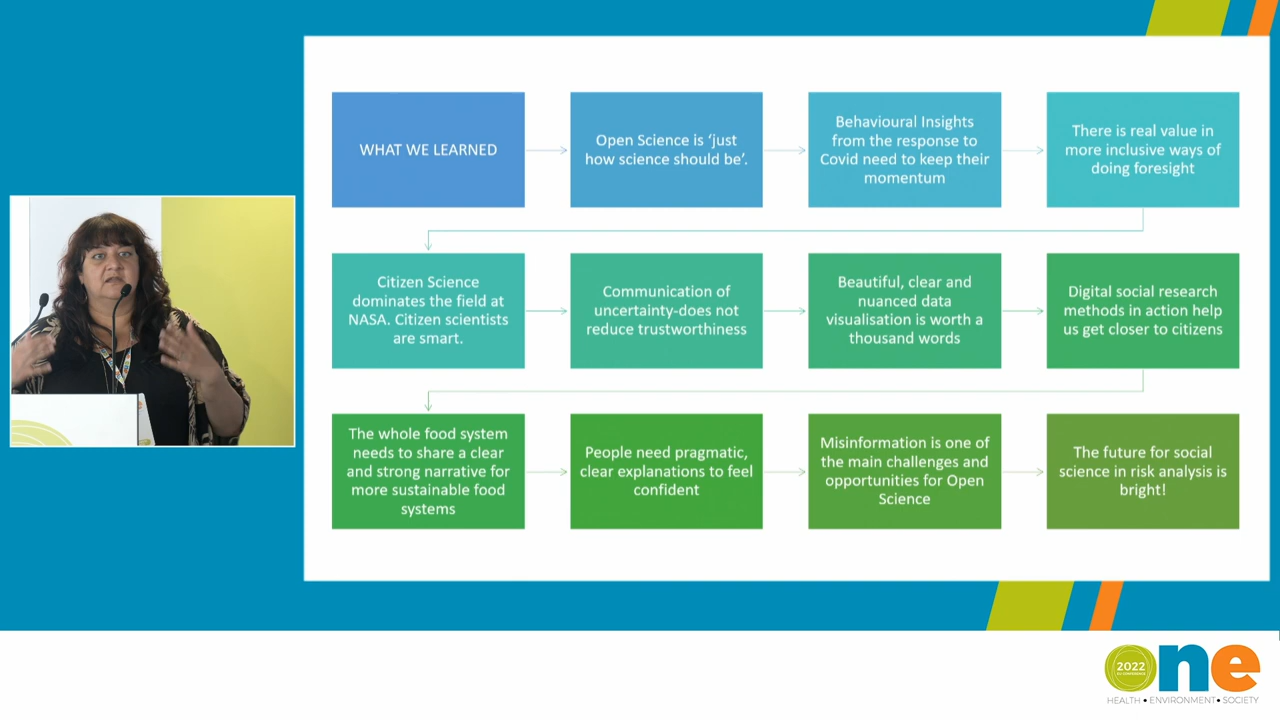 WHAT WE LEARNED
Open Science is ‘just
how science should be’.
Behavioural Insights
from the response to
Covid need to keep their
momentum
There is real value in
more inclusive ways of
doing foresight
Citizen Science
dominates the field at
NASA. Citizen scientists
are smart.
Communication of
uncertainty-does not
reduce trustworthiness
Beautiful, clear and
nuanced data
visualisation is worth a
thousand words
Digital social research
methods in action help
us get closer to citizens
The whole food system
needs to share a clear
and strong narrative for
more sustainable food
systems
People need pragmatic,
clear explanations to feel
confident
Misinformation is one of
the main challenges and
opportunities for Open
Science
The future for social
science in risk analysis is
bright!
2022
EU CONFERENCE
one
HEALTH • ENVIRONMENT • SOCIETY